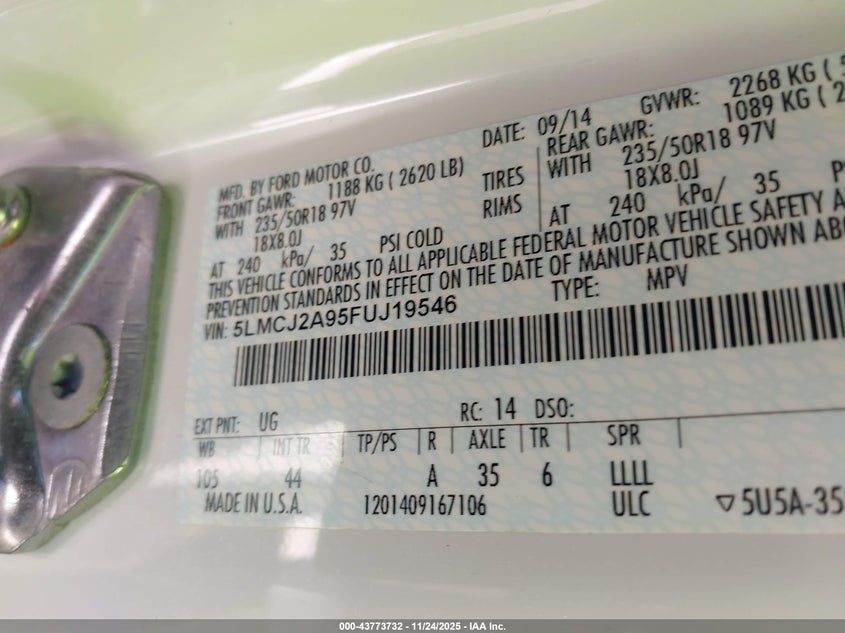 MFD. BY FORD MOTOR CO. DATE: 09/14 GVWR: 2268 KG (
FRONT GAWR: 1188 KG ( 2620 LB) REAR GAWR: 1089 KG ( 2
WITH 235/50R18 97V TIRES WITH 235/50R18 97V
18X8.0J RIMS 18X8.0J
AT 240 kPa/ 35 PSI COLD AT 240 kPa/ 35
THIS VEHICLE CONFORMS TO ALL APPLICABLE FEDERAL MOTOR VEHICLE SAFETY A
PREVENTION STANDARDS IN EFFECT ON THE DATE OF MANUFACTURE SHOWN
VIN: 5LMCJ2A95FUJ19546 TYPE: MPV
EXT PNT: UG RC: 14 DSO:
WB INT TR TP/PS R AXLE TR SPR
105 44 A 35 6 LLLL
MADE IN U.S.A. 1201409167106 ULC ▽5U5A-35
000-43773732 - 11/24/2025 - IAA Inc.